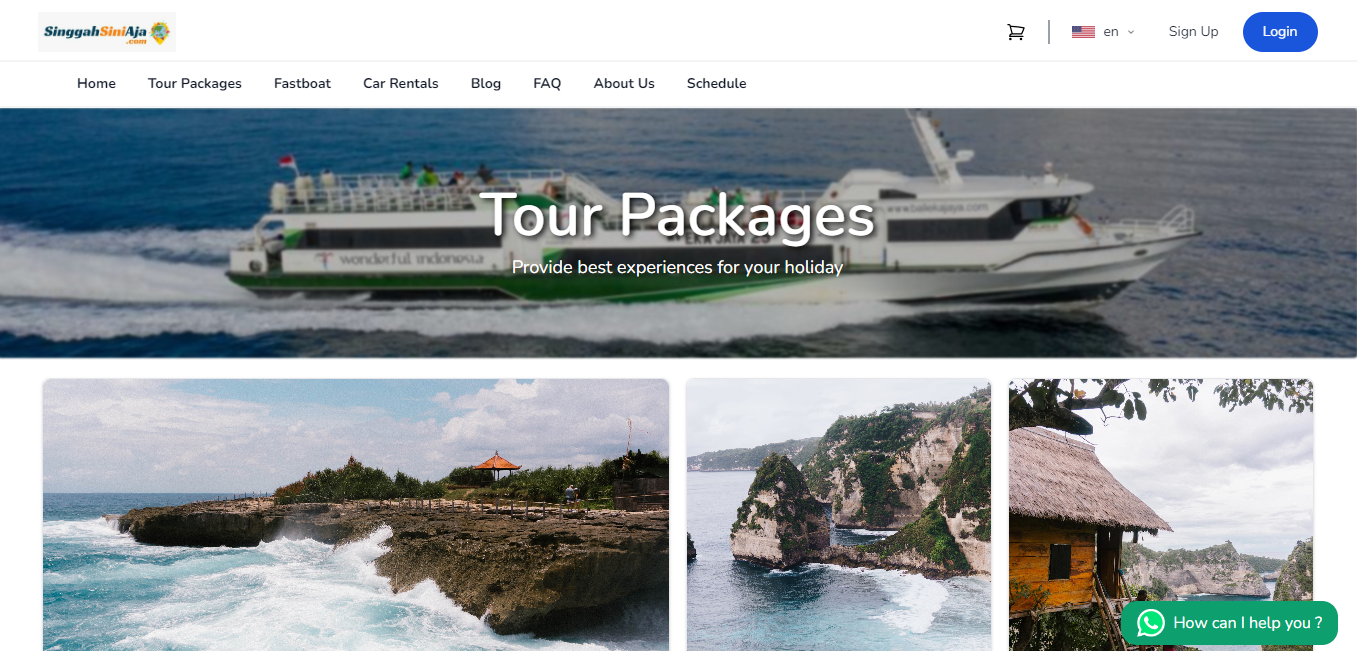 SinggahSiniAja
.com
en
Sign Up
Login
Home
Tour Packages
Fastboat
Car Rentals
Blog
FAQ
About Us
Schedule
Tour Packages
Provide best experiences for your holiday
wonderful indonesia
How can I help you ?